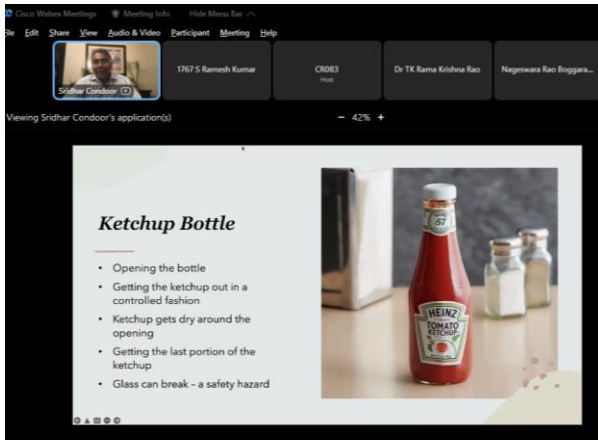 Cisco Webex Meetings Meeting Info Hide Menu Bar
File Edit Share View Audio & Video Participant Meeting Help
Sridhar Condoor
1767 S Ramesh Kumar
CR083
Host
Dr TK Rama Krishna Rao
Nageswara Rao Boggara...
Viewing Sridhar Condoor's application(s)
− 42% +
Ketchup Bottle
• Opening the bottle
• Getting the ketchup out in a
controlled fashion
• Ketchup gets dry around the
opening
• Getting the last portion of the
ketchup
• Glass can break – a safety hazard
57
HEINZ
TOMATO
KETCHUP